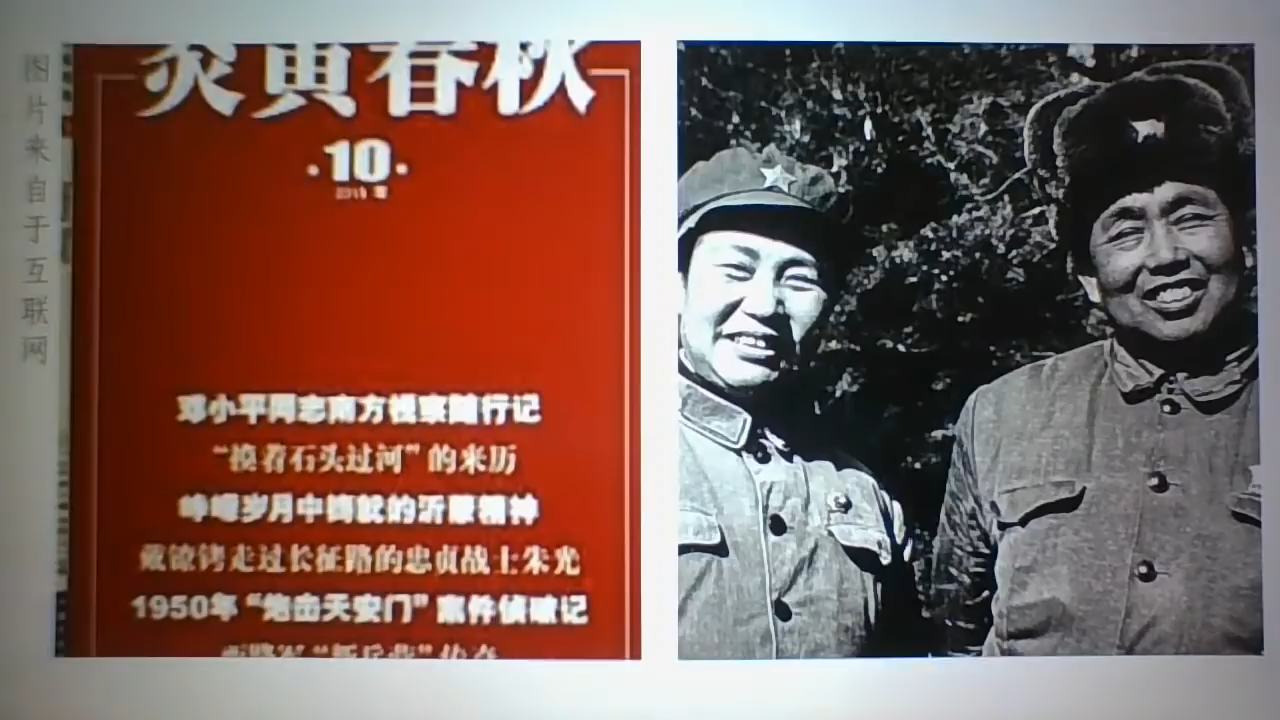 图片来自于互联网
炎黄春秋
·10·
邓小平同志南方视察随行记
“摸着石头过河”的来历
峥嵘岁月中铸就的沂蒙精神
戴镣铐走过长征路的忠贞战士朱光
1950年“炮击天安门”案件侦破记